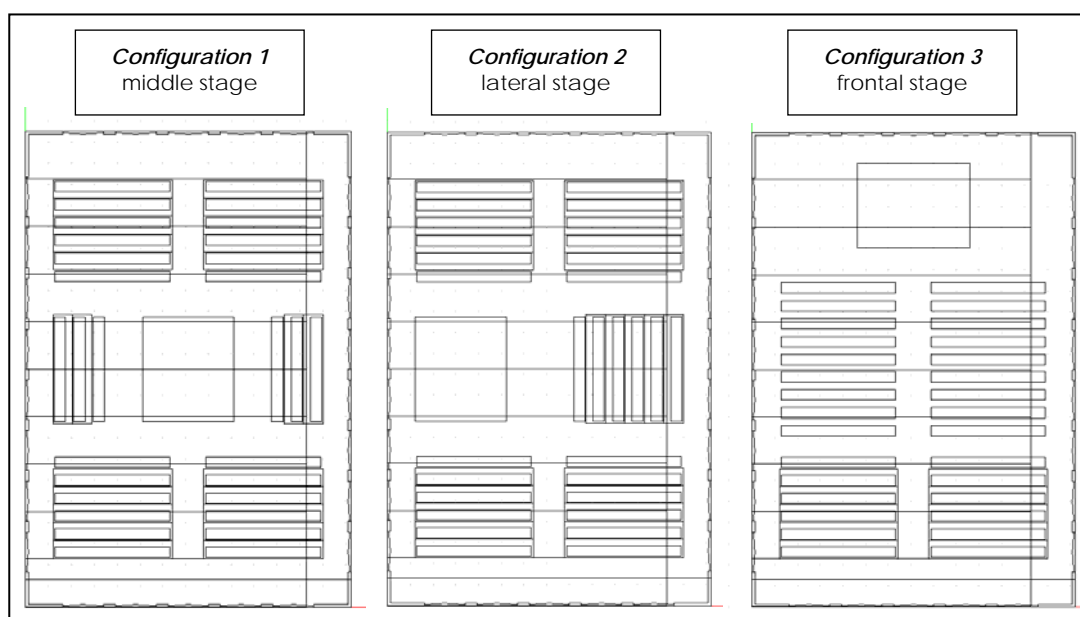 Configuration 1
middle stage
Configuration 2
lateral stage
Configuration 3
frontal stage